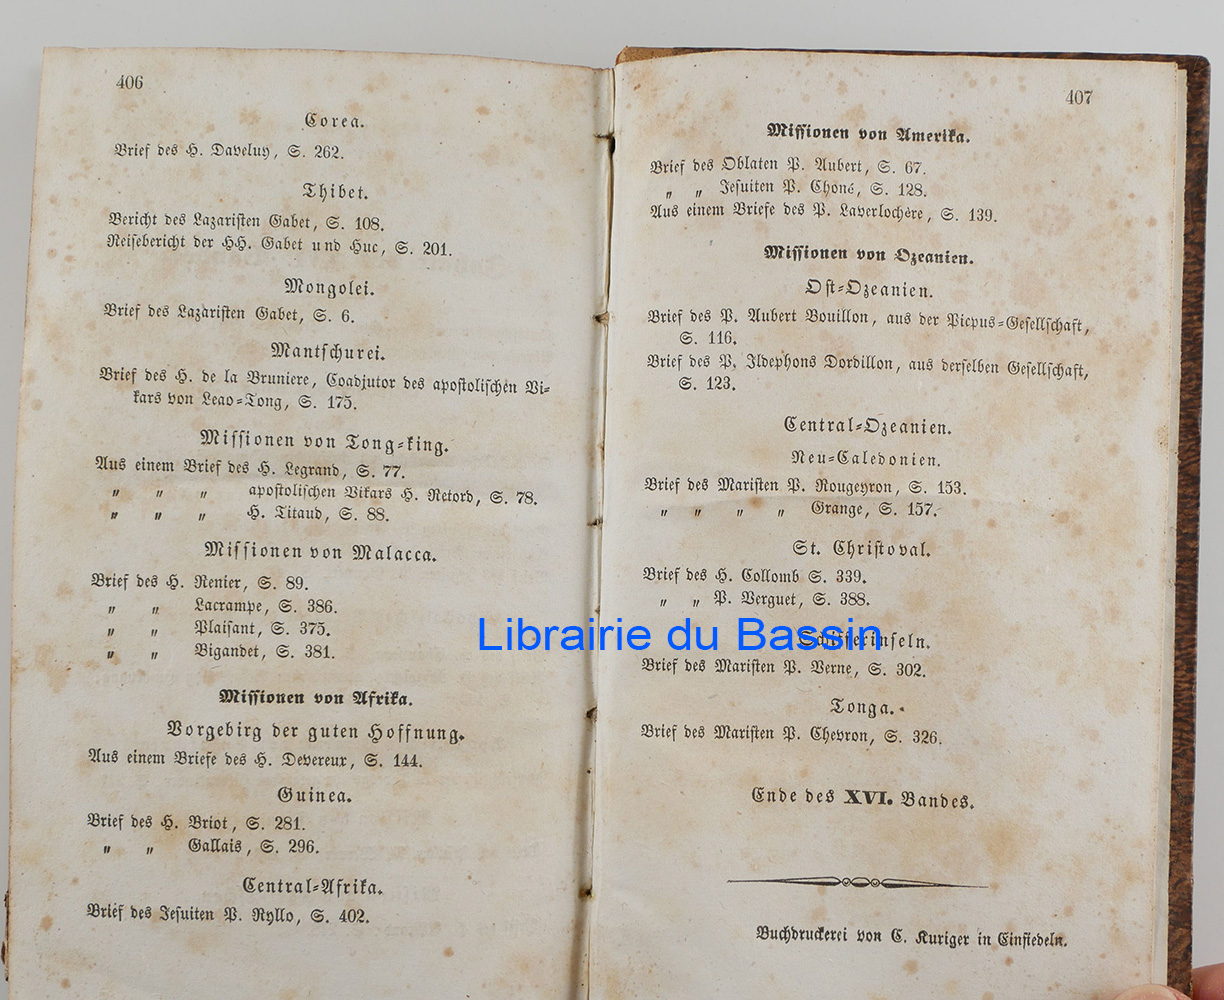 406
Corea.
Brief des H. Daveluy, S. 262.
Thibet.
Bericht des Lazaristen Gabet, S. 108.
Reisebericht der HH. Gabet und Huc, S. 201.
Mongolei.
Brief des Lazaristen Gabet, S. 6.
Mantschurei.
Brief des H. de la Bruniere, Coadjutor des apostolischen Vi-
kars von Leao-Tong, S. 175.
Missionen von Tong-king.
Aus einem Brief des H. Legrand, S. 77.
„ „ „ apostolischen Vikars H. Retord, S. 78.
„ „ „ H. Titaud, S. 88.
Missionen von Malacca.
Brief des H. Renier, S. 89.
„ „ Lacrampe, S. 386.
„ „ Plaisant, S. 375.
„ „ Bigandet, S. 381.
Missionen von Afrika.
Vorgebirg der guten Hoffnung.
Aus einem Briefe des H. Devereux, S. 144.
Guinea.
Brief des H. Briot, S. 281.
„ „ Gallais, S. 296.
Central-Afrika.
Brief des Jesuiten P. Ryllo, S. 402.
407
Missionen von Amerika.
Brief des Oblaten P. Aubert, S. 67.
„ „ Jesuiten P. Choné, S. 128.
Aus einem Briefe des P. Laverlochère, S. 139.
Missionen von Ozeanien.
Ost-Ozeanien.
Brief des P. Aubert Bouillon, aus der Picpus-Gesellschaft,
S. 116.
Brief des P. Ildephons Dordillon, aus derselben Gesellschaft,
S. 123.
Central-Ozeanien.
Neu-Caledonien.
Brief des Maristen P. Rougeyron, S. 153.
„ „ „ „ Grange, S. 157.
St. Christoval.
Brief des H. Collomb S. 339.
„ „ P. Verguet, S. 388.
Schifferinseln.
Brief des Maristen P. Verne, S. 302.
Tonga.
Brief des Maristen P. Chevron, S. 326.
Ende des XVI. Bandes.
Buchdruckerei von C. Kuriger in Einsiedeln.
Librairie du Bassin